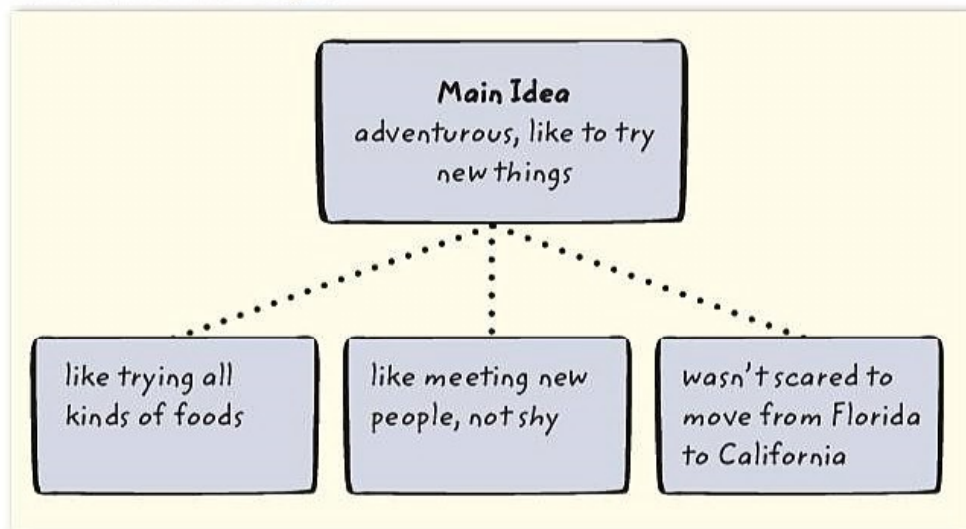 Main Idea
adventurous, like to try
new things
like trying all
kinds of foods
like meeting new
people, not shy
wasn't scared to
move from Florida
to California